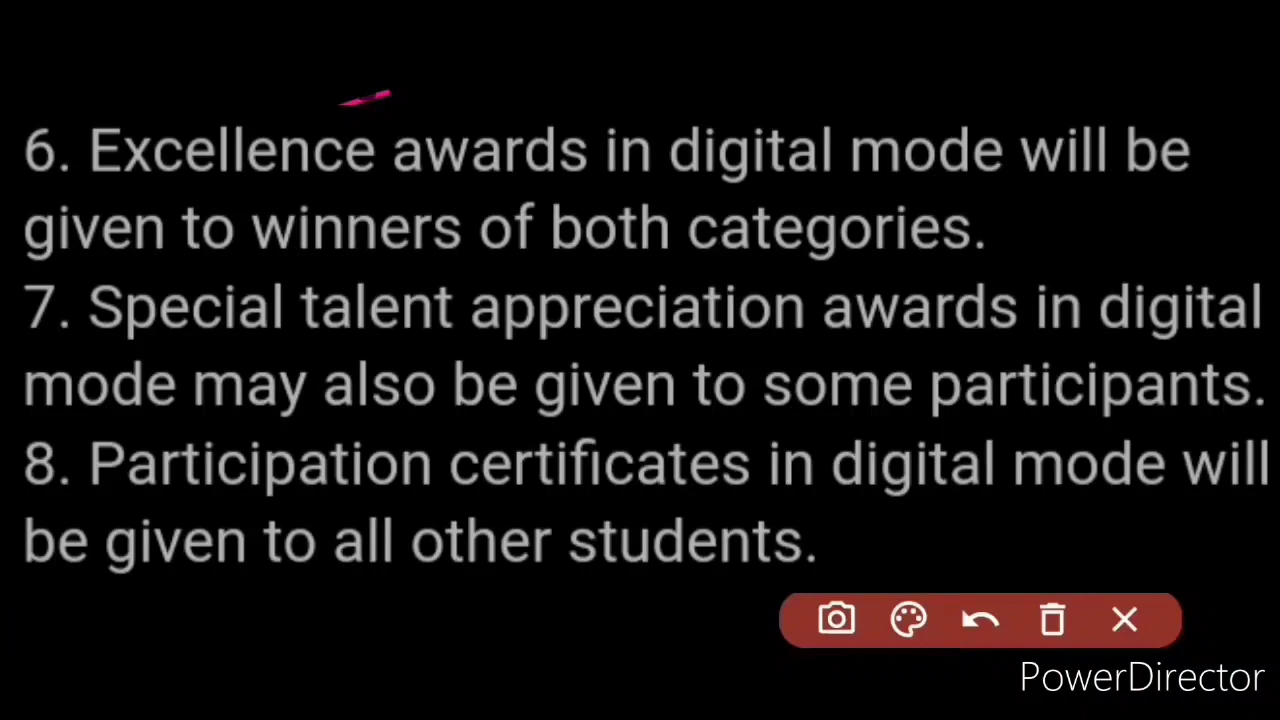 6. Excellence awards in digital mode will be
given to winners of both categories.
7. Special talent appreciation awards in digital
mode may also be given to some participants.
8. Participation certificates in digital mode will
be given to all other students.
PowerDirector